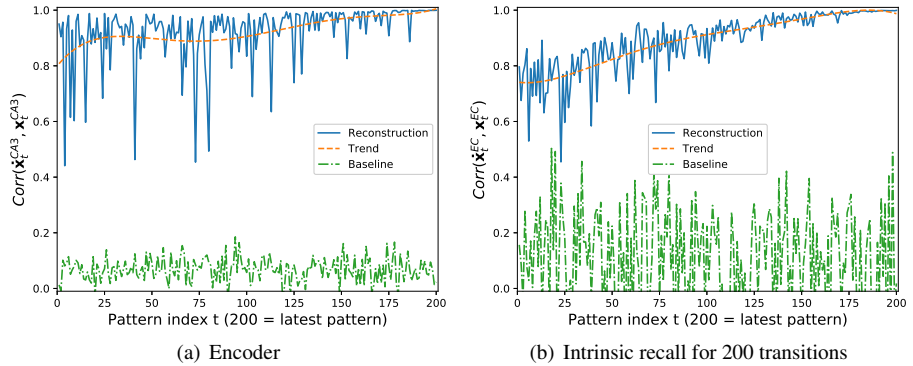 1.0
0.8
0.6
0.4
0.2
0.0
Corr(ẋ_t^{CA3}, x_t^{CA3})
Reconstruction
Trend
Baseline
1 25 50 75 100 125 150 175 200
Pattern index t (200 = latest pattern)
(a) Encoder
1.0
0.8
0.6
0.4
0.2
0.0
Corr(ẋ_t^{EC}, x_t^{EC})
Reconstruction
Trend
Baseline
1 25 50 75 100 125 150 175 200
Pattern index t (200 = latest pattern)
(b) Intrinsic recall for 200 transitions